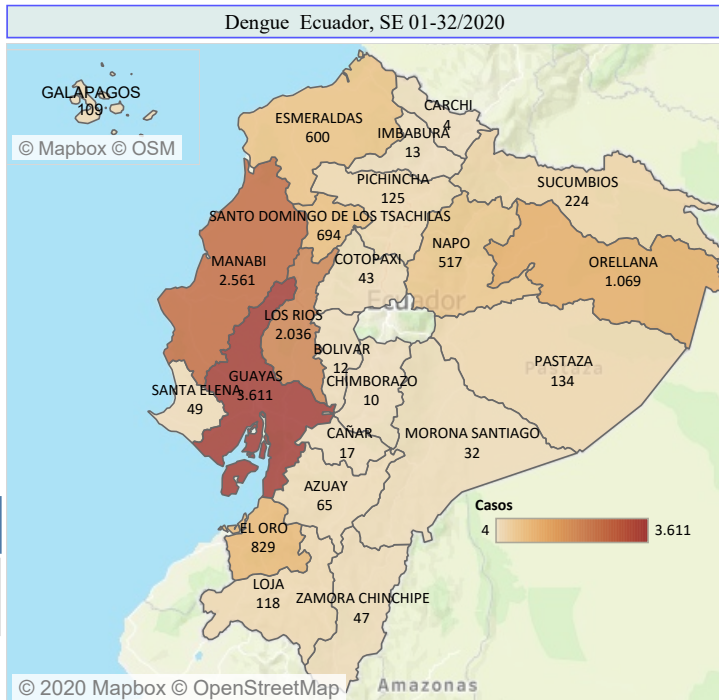 Dengue Ecuador, SE 01-32/2020
GALAPAGOS
109
© Mapbox © OSM
ESMERALDAS
600
CARCHI
4
IMBABURA
13
PICHINCHA
125
SUCUMBIOS
224
SANTO DOMINGO DE LOS TSACHILAS
694
NAPO
517
MANABI
2.561
COTOPAXI
43
ORELLANA
1.069
Ecuador
LOS RIOS
2.036
BOLIVAR
12
PASTAZA
Pastaza
134
GUAYAS
3.611
CHIMBORAZO
10
SANTA ELENA
49
CAÑAR
17
MORONA SANTIAGO
32
AZUAY
65
Casos
4
3.611
EL ORO
829
LOJA
118
ZAMORA CHINCHIPE
47
Amazonas
© 2020 Mapbox © OpenStreetMap